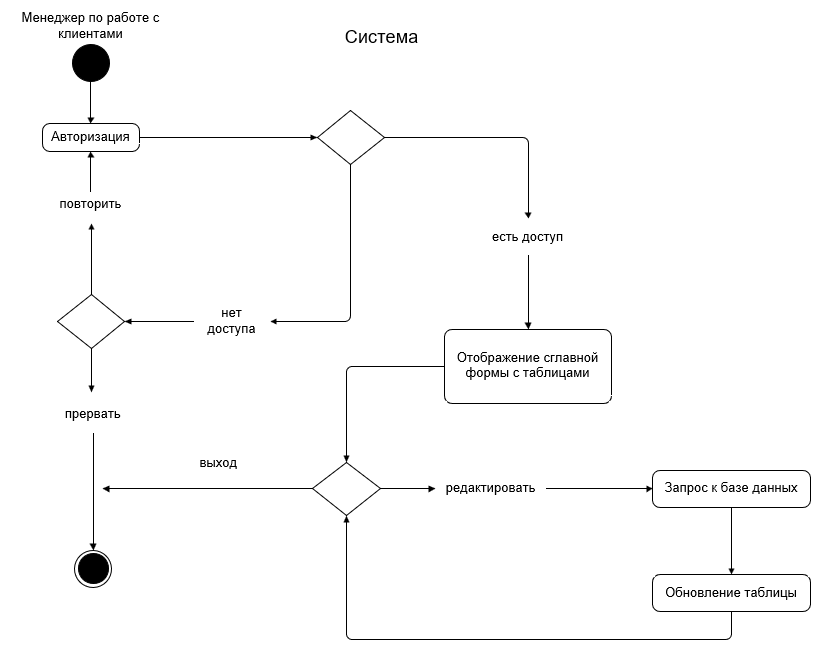 Менеджер по работе с
клиентами
Система
Авторизация
повторить
есть доступ
нет
доступа
Отображение сглавной
формы с таблицами
прервать
выход
редактировать
Запрос к базе данных
Обновление таблицы